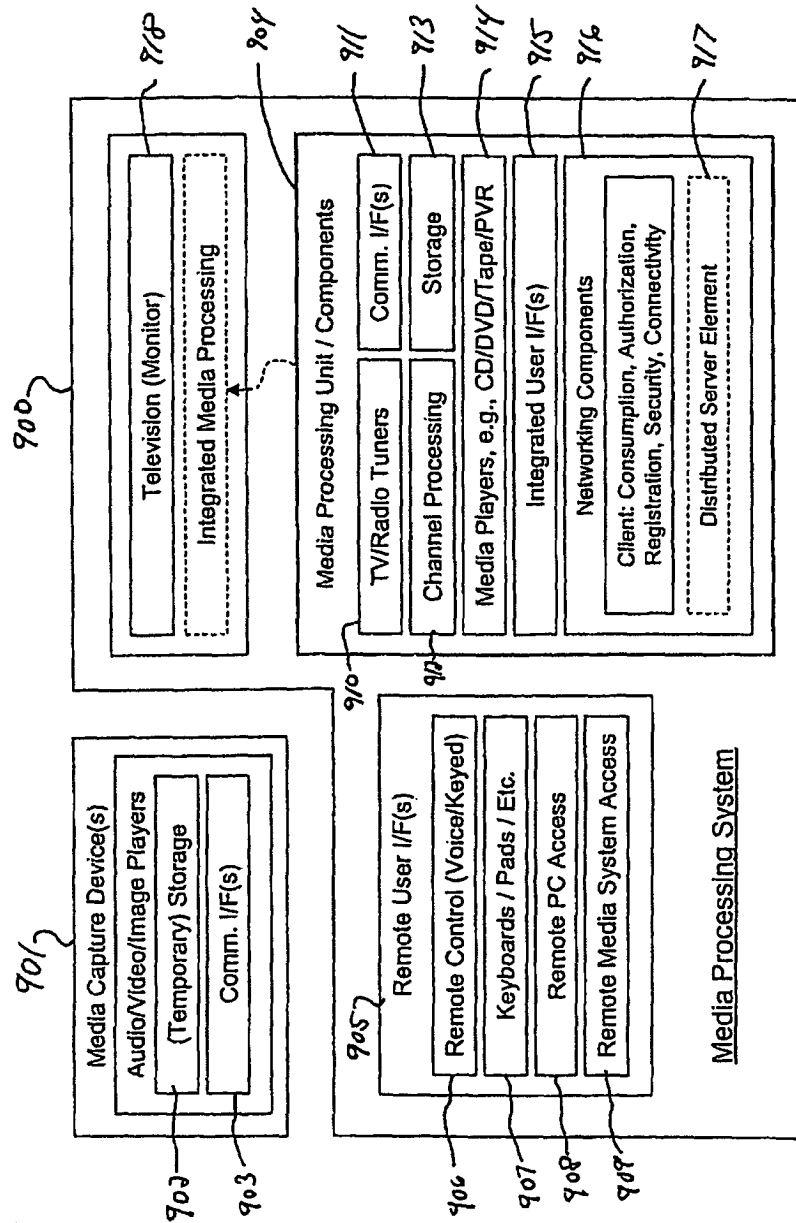 900
901
Media Capture Device(s)
Audio/Video/Image Players
(Temporary) Storage
Comm. I/F(s)
902
903
918
Television (Monitor)
Integrated Media Processing
904
Media Processing Unit / Components
910
TV/Radio Tuners
Comm. I/F(s)
911
912
Channel Processing
Storage
913
Media Players, e.g., CD/DVD/Tape/PVR
914
Integrated User I/F(s)
915
Networking Components
916
Client: Consumption, Authorization,
Registration, Security, Connectivity
Distributed Server Element
917
905
Remote User I/F(s)
Remote Control (Voice/Keyed)
906
Keyboards / Pads / Etc.
907
Remote PC Access
908
Remote Media System Access
909
Media Processing System